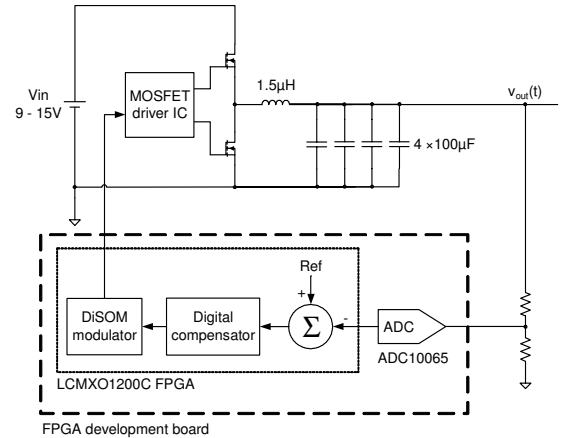 Vin
9 - 15V
MOSFET
driver IC
1.5μH
vout(t)
4 ×100μF
Ref
+
-
DiSOM
modulator
Digital
compensator
Σ
ADC
ADC10065
LCMXO1200C FPGA
FPGA development board